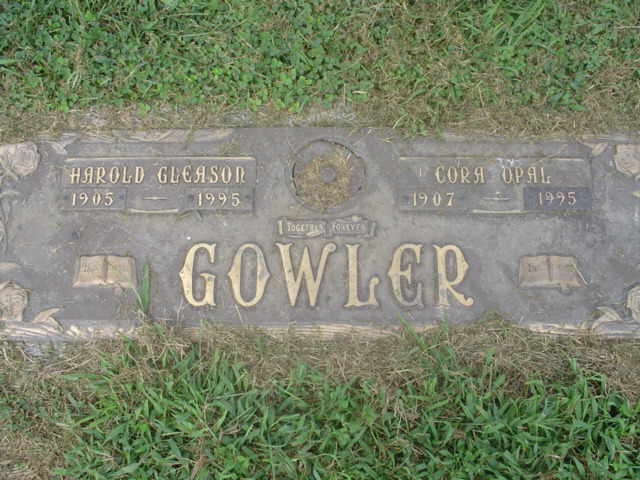 HAROLD GLEASON
1905 — 1995
CORA OPAL
1907 — 1995
TOGETHER FOREVER
GOWLER